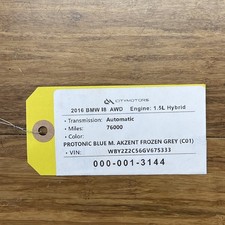 CITYMOTORS
2016 BMW I8 AWD Engine: 1.5L Hybrid
• Transmission: Automatic
• Miles: 76000
• Color:
PROTONIC BLUE M. AKZENT FROZEN GREY (C01)
• VIN: WBY2Z2C56GV675333
000-001-3144